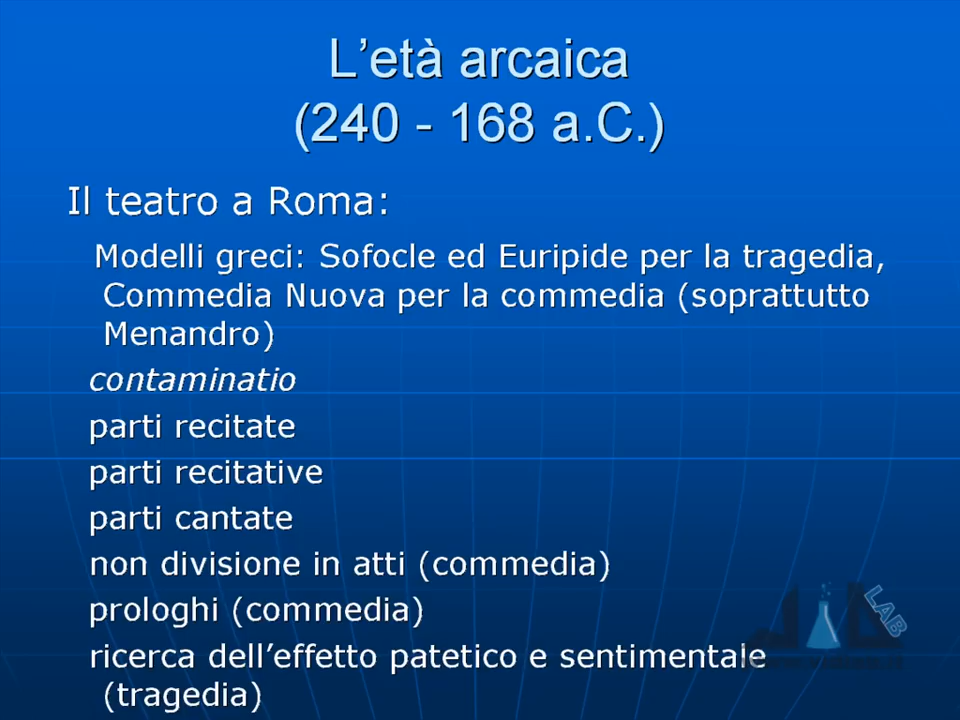 L’età arcaica
(240 - 168 a.C.)
Il teatro a Roma:
Modelli greci: Sofocle ed Euripide per la tragedia,
Commedia Nuova per la commedia (soprattutto
Menandro)
contaminatio
parti recitate
parti recitative
parti cantate
non divisione in atti (commedia)
prologhi (commedia)
ricerca dell’effetto patetico e sentimentale
(tragedia)
LAB